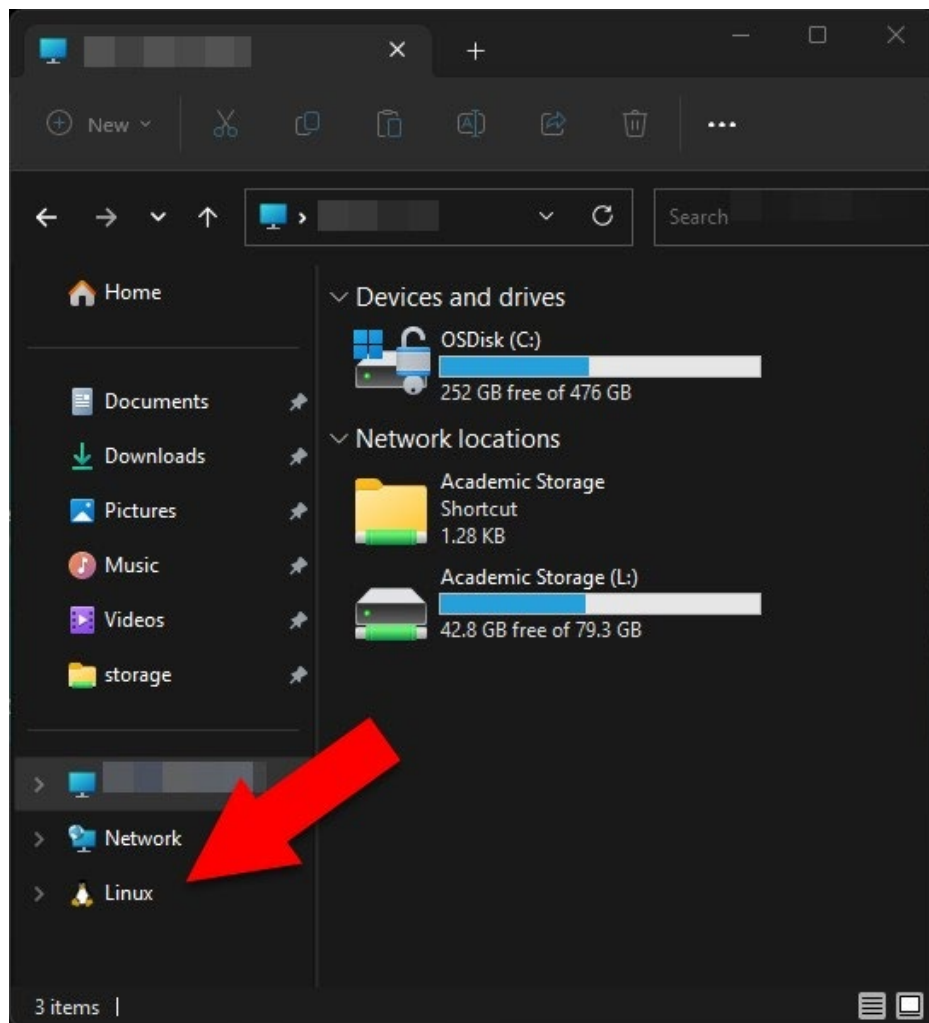 New
Search
Home
Documents
Downloads
Pictures
Music
Videos
storage
Network
Linux
Devices and drives
OSDisk (C:)
252 GB free of 476 GB
Network locations
Academic Storage
Shortcut
1.28 KB
Academic Storage (L:)
42.8 GB free of 79.3 GB
3 items